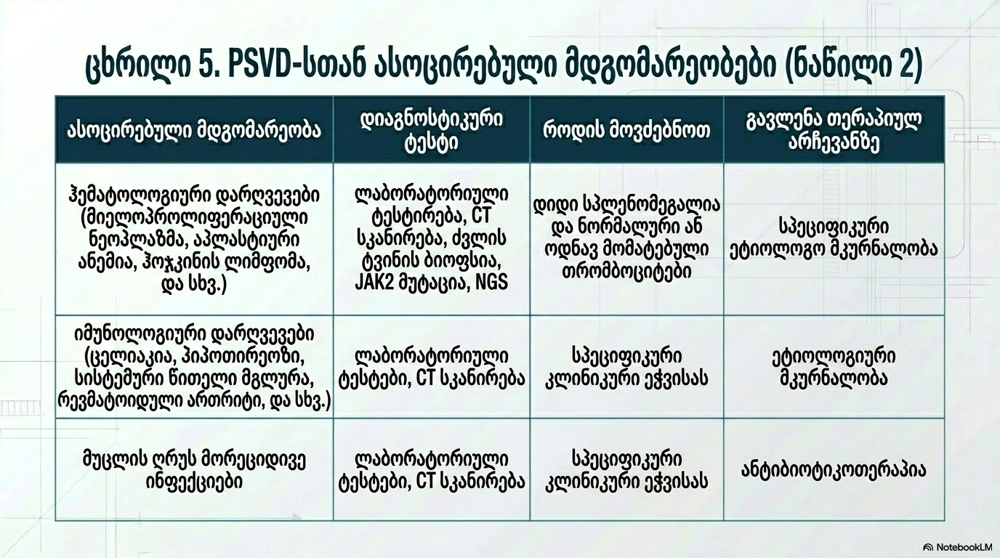 ცხრილი 5. PSVD-სთან ასოცირებული მდგომარეობები (ნაწილი 2)
ასოცირებული მდგომარეობა
დიაგნოსტიკური
ტესტი
როდის მოვძებნოთ
გავლენა თერაპიულ
არჩევანზე
ჰემატოლოგიური დარღვევები
(მიელოპროლიფერაციული
ნეოპლაზმა, აპლასტიური
ანემია, ჰოჯკინის ლიმფომა,
და სხვ.)
ლაბორატორიული
ტესტირება, CT
სკანირება, ძვლის
ტვინის ბიოფსია,
JAK2 მუტაცია, NGS
დიდი სპლენომეგალია
და ნორმალური ან
ოდნავ მომატებული
თრომბოციტები
სპეციფიკური
ეტიოლოგო მკურნალობა
იმუნოლოგიური დარღვევები
(ცელიაკია, ჰიპოთირეოზი,
სისტემური წითელი მგლურა,
რევმატოიდული ართრიტი, და სხვ.)
ლაბორატორიული
ტესტები, CT სკანირება
სპეციფიკური
კლინიკური ეჭვისას
ეტიოლოგიური
მკურნალობა
მუცლის ღრუს მორეციდივე
ინფექციები
ლაბორატორიული
ტესტები, CT სკანირება
სპეციფიკური
კლინიკური ეჭვისას
ანტიბიოტიკოთერაპია
NotebookLM